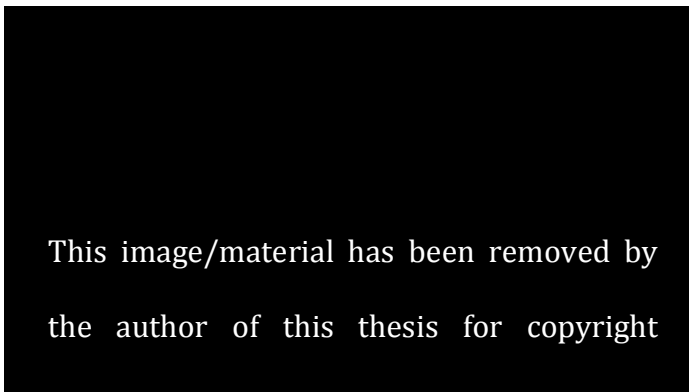 This image/material has been removed by
the author of this thesis for copyright